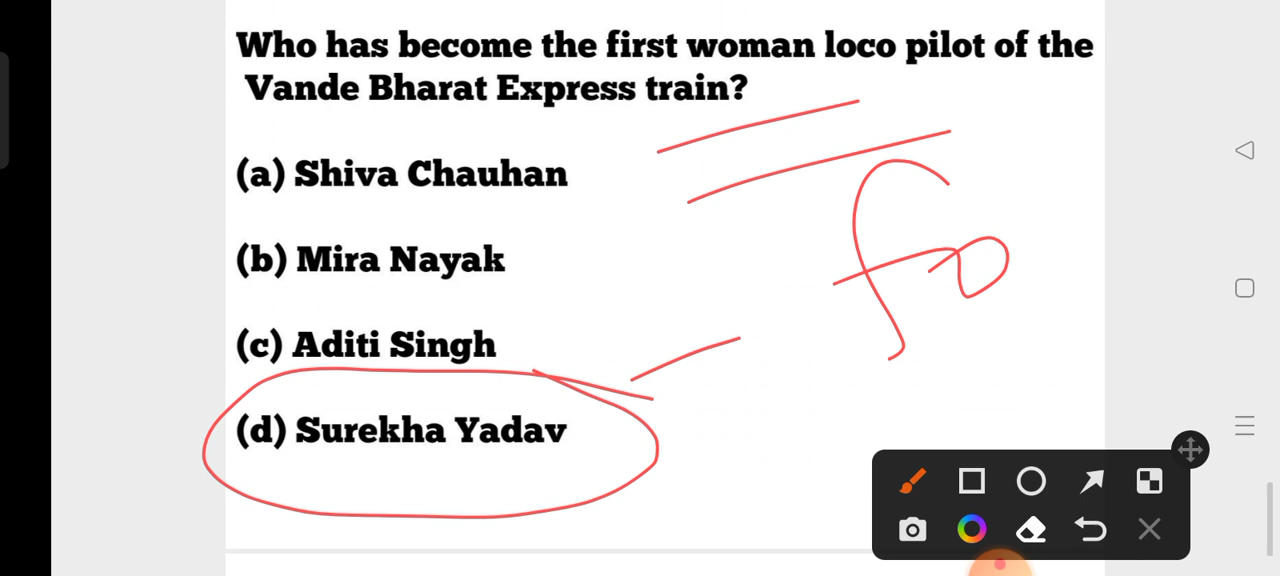 Who has become the first woman loco pilot of the
Vande Bharat Express train?
(a) Shiva Chauhan
(b) Mira Nayak
(c) Aditi Singh
(d) Surekha Yadav